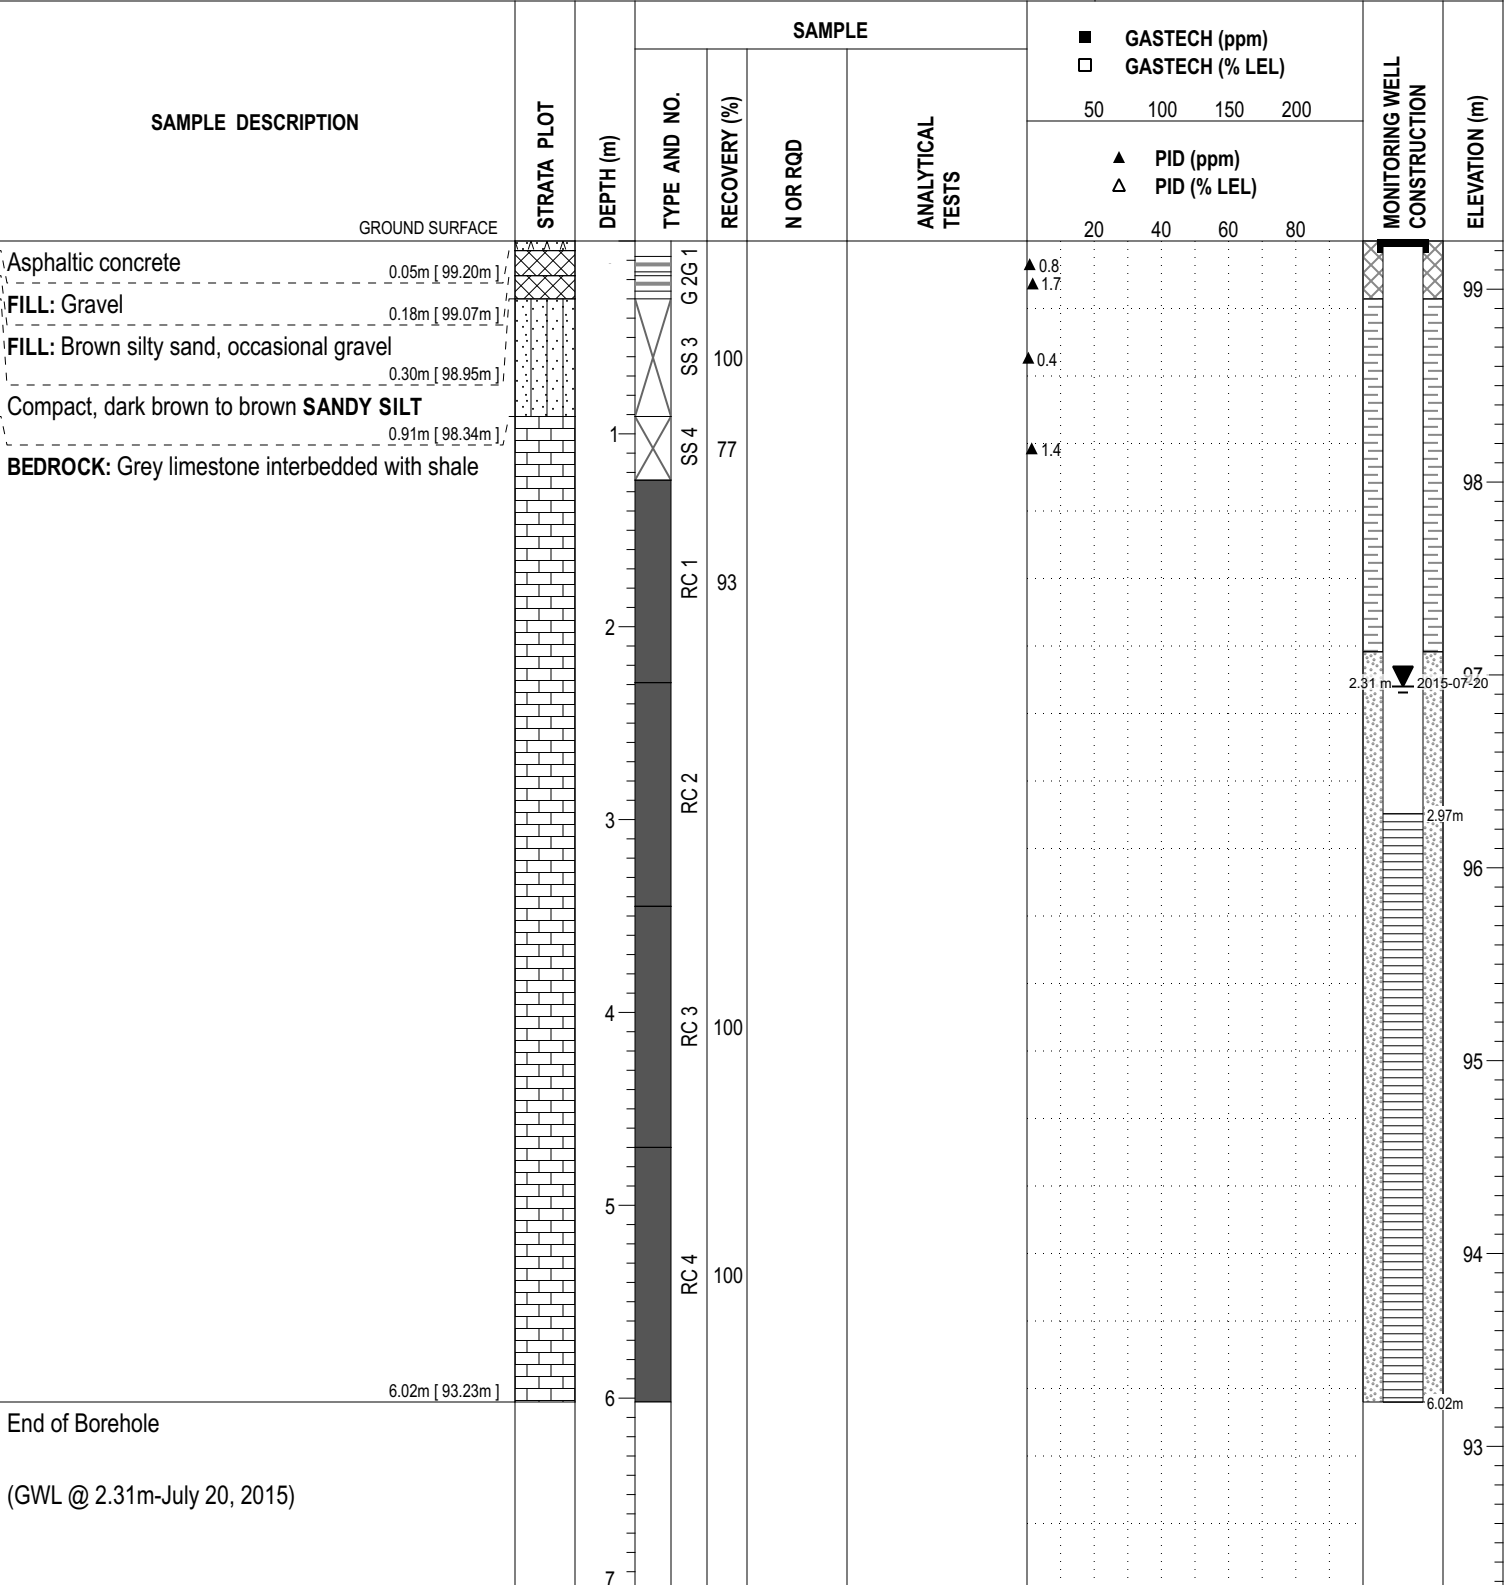 SAMPLE
GASTECH (ppm)
GASTECH (% LEL)
50 100 150 200
PID (ppm)
PID (% LEL)
20 40 60 80
SAMPLE DESCRIPTION
GROUND SURFACE
STRATA PLOT
DEPTH (m)
TYPE AND NO.
RECOVERY (%)
N OR RQD
ANALYTICAL
TESTS
MONITORING WELL
CONSTRUCTION
ELEVATION (m)
Asphaltic concrete
0.05m [ 99.20m ]
FILL: Gravel
0.18m [ 99.07m ]
FILL: Brown silty sand, occasional gravel
0.30m [ 98.95m ]
Compact, dark brown to brown SANDY SILT
0.91m [ 98.34m ]
BEDROCK: Grey limestone interbedded with shale
6.02m [ 93.23m ]
End of Borehole
(GWL @ 2.31m-July 20, 2015)
1
2
3
4
5
6
7
G 1
G 2
SS 3
SS 4
RC 1
RC 2
RC 3
RC 4
100
77
93
100
100
0.8
1.7
0.4
1.4
2.31 m
2015-07-20
2.97m
6.02m
99
98
97
96
95
94
93